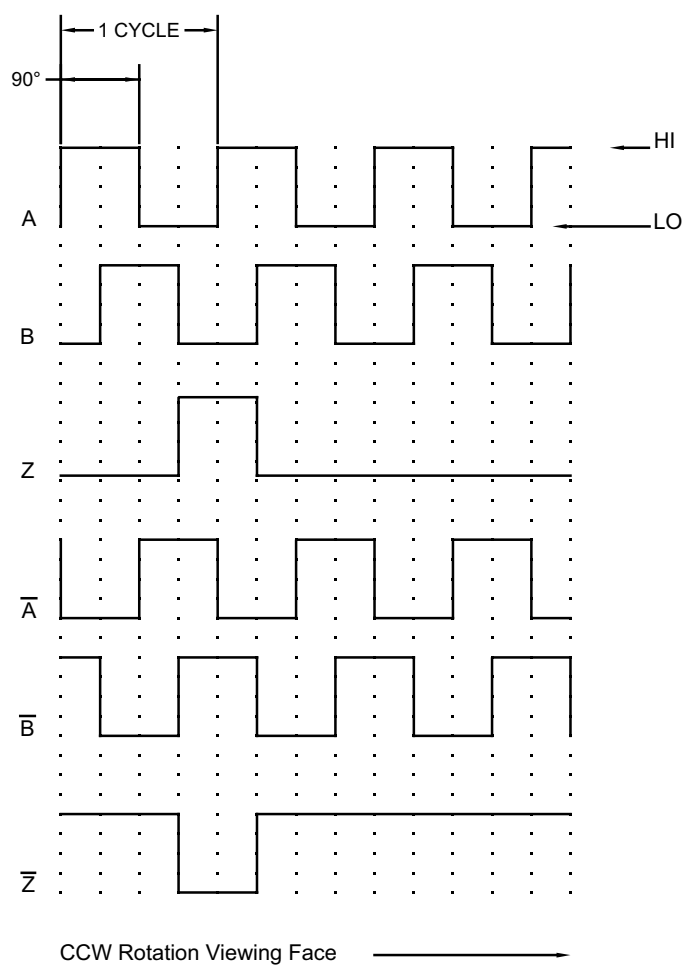 1 CYCLE
90°
HI
A
LO
B
Z
A̅
B̅
Z̅
CCW Rotation Viewing Face